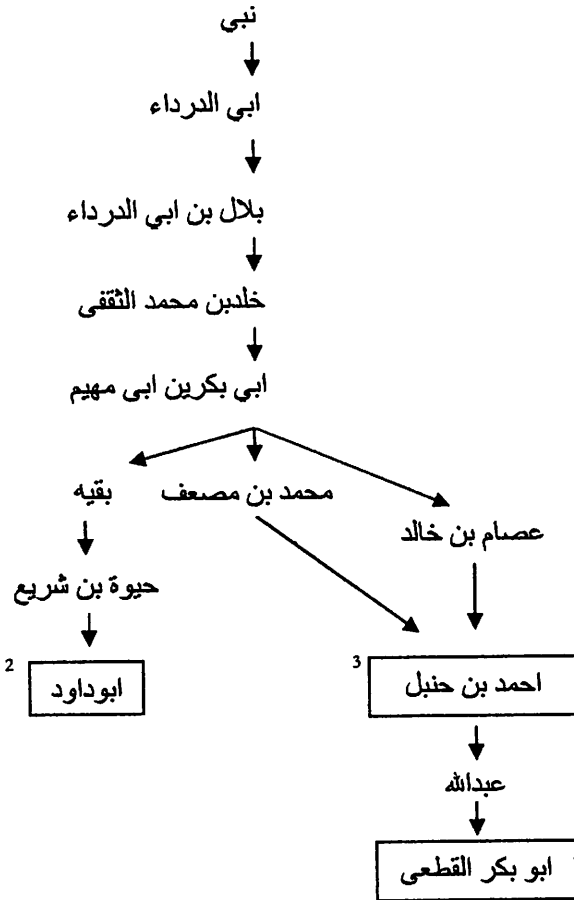 نبي
ابي الدرداء
بلال بن ابي الدرداء
خلدبن محمد الثقفى
ابي بكرين ابى مهيم
بقيه
محمد بن مصعف
عصام بن خالد
حيوة بن شريع
2
ابوداود
3
احمد بن حنبل
عبدالله
ابو بكر القطعى